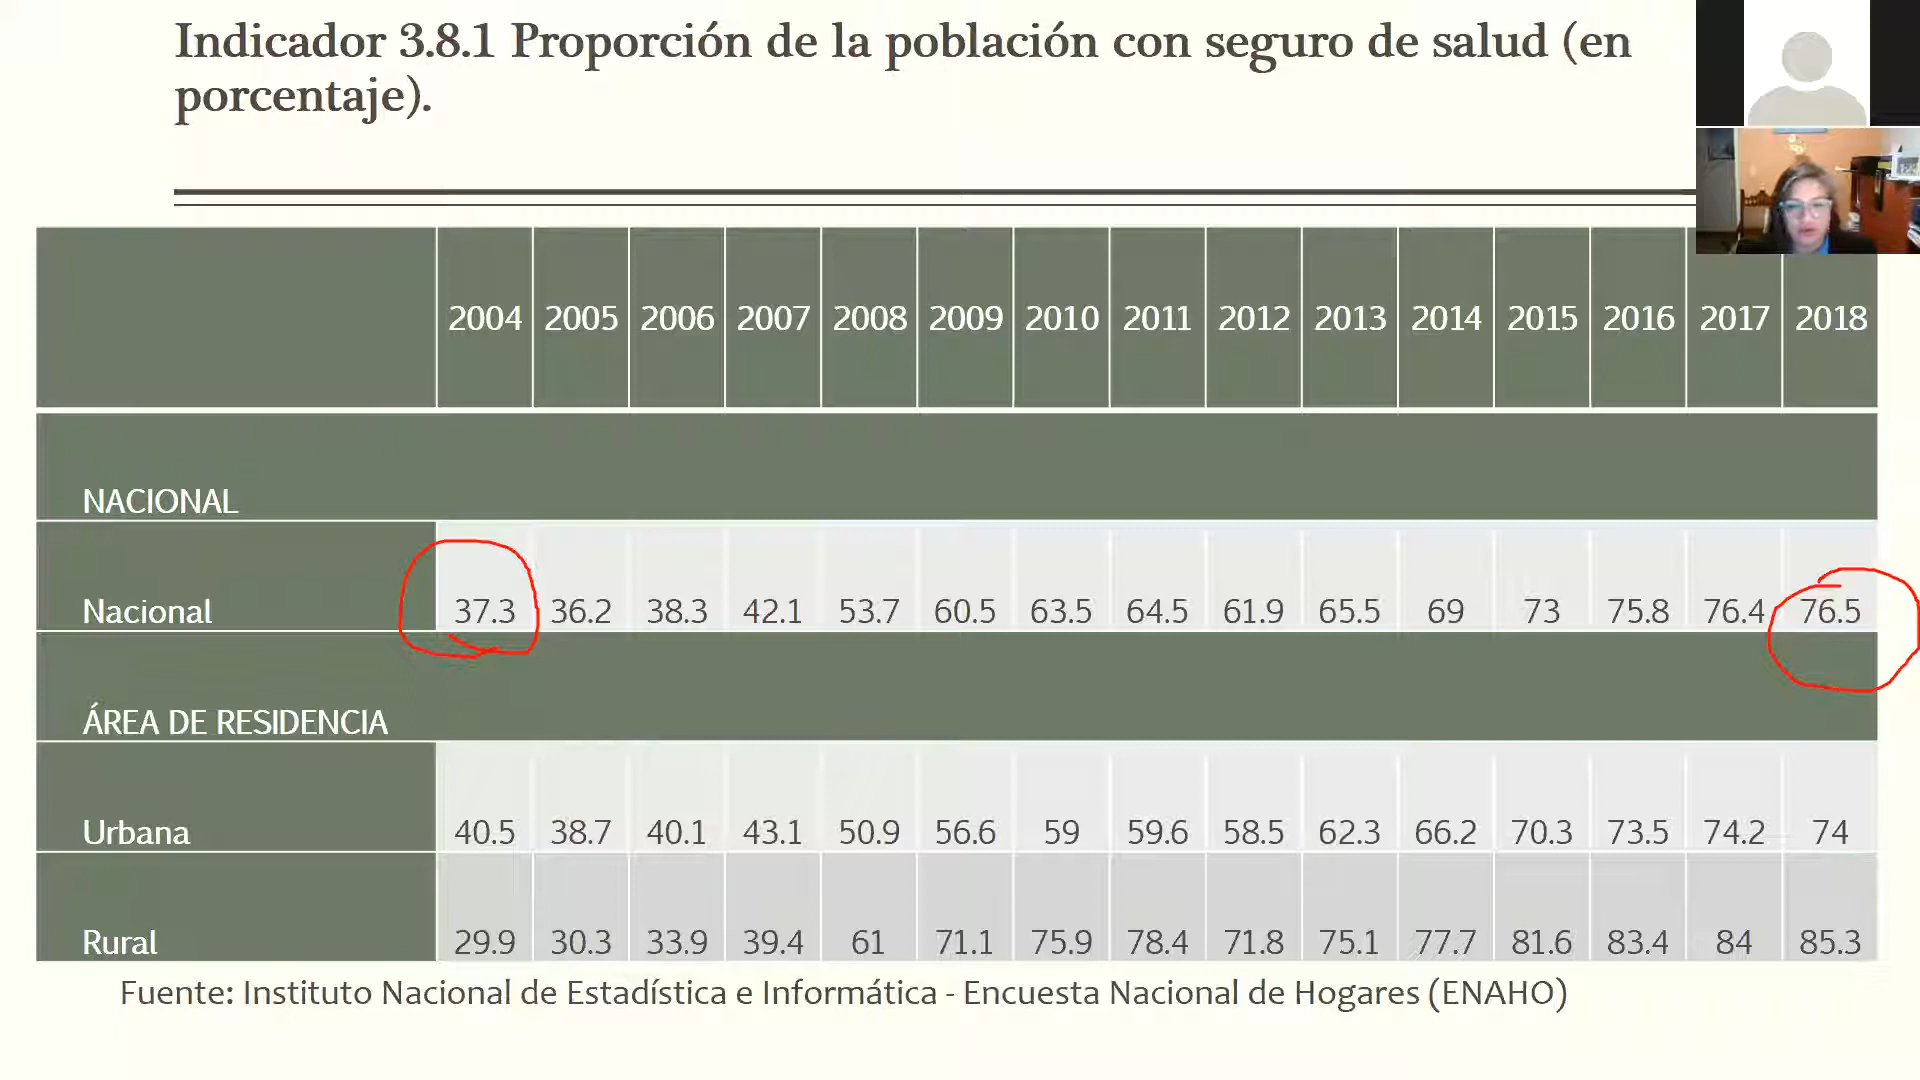 Indicador 3.8.1 Proporción de la población con seguro de salud (en
porcentaje).
2004 2005 2006 2007 2008 2009 2010 2011 2012 2013 2014 2015 2016 2017 2018
NACIONAL
Nacional 37.3 36.2 38.3 42.1 53.7 60.5 63.5 64.5 61.9 65.5 69 73 75.8 76.4 76.5
ÁREA DE RESIDENCIA
Urbana 40.5 38.7 40.1 43.1 50.9 56.6 59 59.6 58.5 62.3 66.2 70.3 73.5 74.2 74
Rural 29.9 30.3 33.9 39.4 61 71.1 75.9 78.4 71.8 75.1 77.7 81.6 83.4 84 85.3
Fuente: Instituto Nacional de Estadística e Informática - Encuesta Nacional de Hogares (ENAHO)